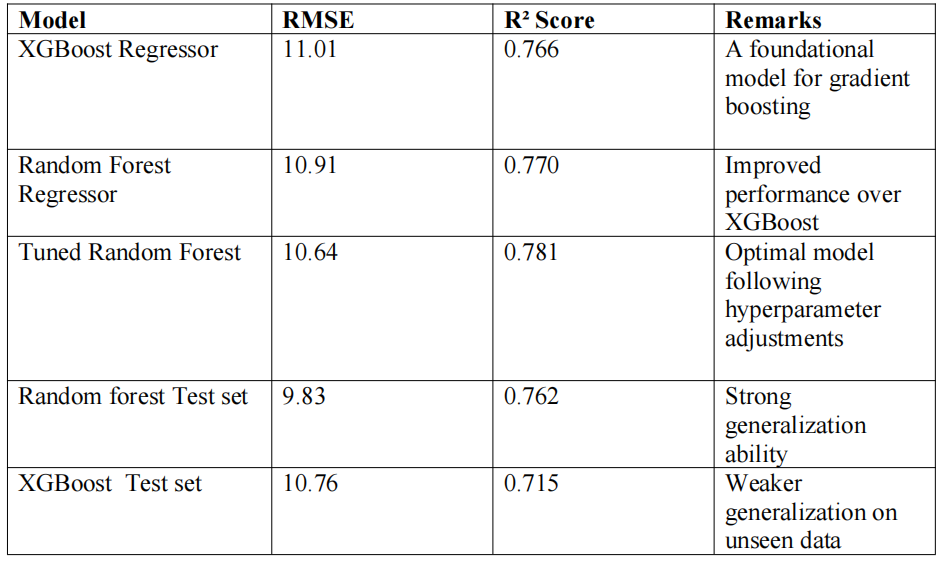 Model RMSE R² Score Remarks
XGBoost Regressor 11.01 0.766 A foundational
model for gradient
boosting
Random Forest 10.91 0.770 Improved
Regressor performance over
XGBoost
Tuned Random Forest 10.64 0.781 Optimal model
following
hyperparameter
adjustments
Random forest Test set 9.83 0.762 Strong
generalization
ability
XGBoost  Test set 10.76 0.715 Weaker
generalization on
unseen data